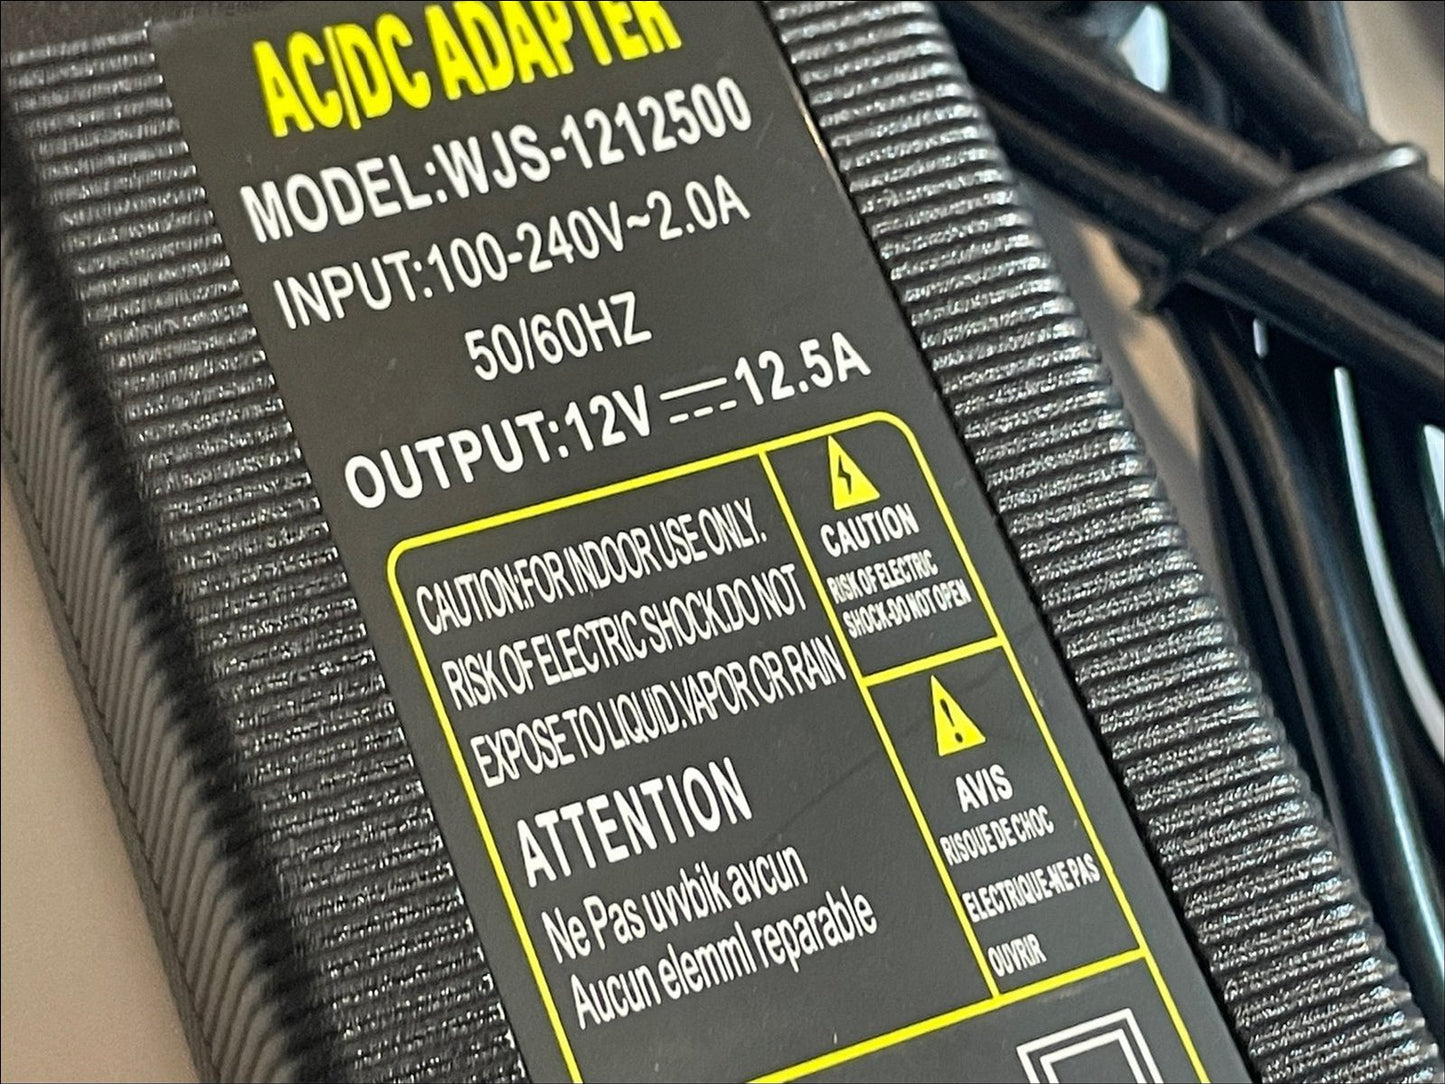 AC/DC ADAPTER
MODEL:WJS-1212500
INPUT:100-240V~2.0A
50/60HZ
OUTPUT:12V⎓12.5A
CAUTION:FOR INDOOR USE ONLY.
RISK OF ELECTRIC SHOCK.DO NOT
EXPOSE TO LIQUID.VAPOR OR RAIN
ATTENTION
Ne Pas uvvbik avcun
Aucun elemml reparable
CAUTION
RISK OF ELECTRIC
SHOCK-DO NOT OPEN
AVIS
RISOUE DE CHOC
ELECTRIQUE-NE PAS
OUVRIR